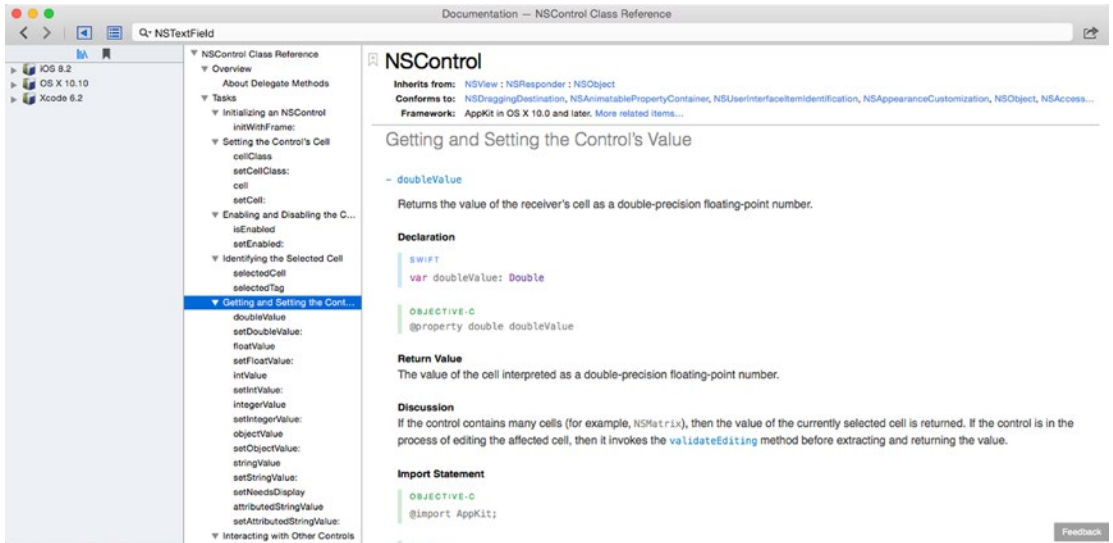 Documentation — NSControl Class Reference
NSTextField
iOS 8.2
OS X 10.10
Xcode 6.2
NSControl Class Reference
Overview
About Delegate Methods
Tasks
Initializing an NSControl
initWithFrame:
Setting the Control's Cell
cellClass
setCellClass:
cell
setCell:
Enabling and Disabling the C...
isEnabled
setEnabled:
Identifying the Selected Cell
selectedCell
selectedTag
Getting and Setting the Cont...
doubleValue
setDoubleValue:
floatValue
setFloatValue:
intValue
setIntValue:
integerValue
setIntegerValue:
objectValue
setObjectValue:
stringValue
setStringValue:
setNeedsDisplay
attributedStringValue
setAttributedStringValue:
Interacting with Other Controls
NSControl
Inherits from: NSView : NSResponder : NSObject
Conforms to: NSDraggingDestination, NSAnimatablePropertyContainer, NSUserInterfaceItemIdentification, NSAppearanceCustomization, NSObject, NSAccess...
Framework: AppKit in OS X 10.0 and later. More related items...
Getting and Setting the Control's Value
- doubleValue
Returns the value of the receiver's cell as a double-precision floating-point number.
Declaration
SWIFT
var doubleValue: Double
OBJECTIVE-C
@property double doubleValue
Return Value
The value of the cell interpreted as a double-precision floating-point number.
Discussion
If the control contains many cells (for example, NSMatrix), then the value of the currently selected cell is returned. If the control is in the
process of editing the affected cell, then it invokes the validateEditing method before extracting and returning the value.
Import Statement
OBJECTIVE-C
@import AppKit;
Feedback